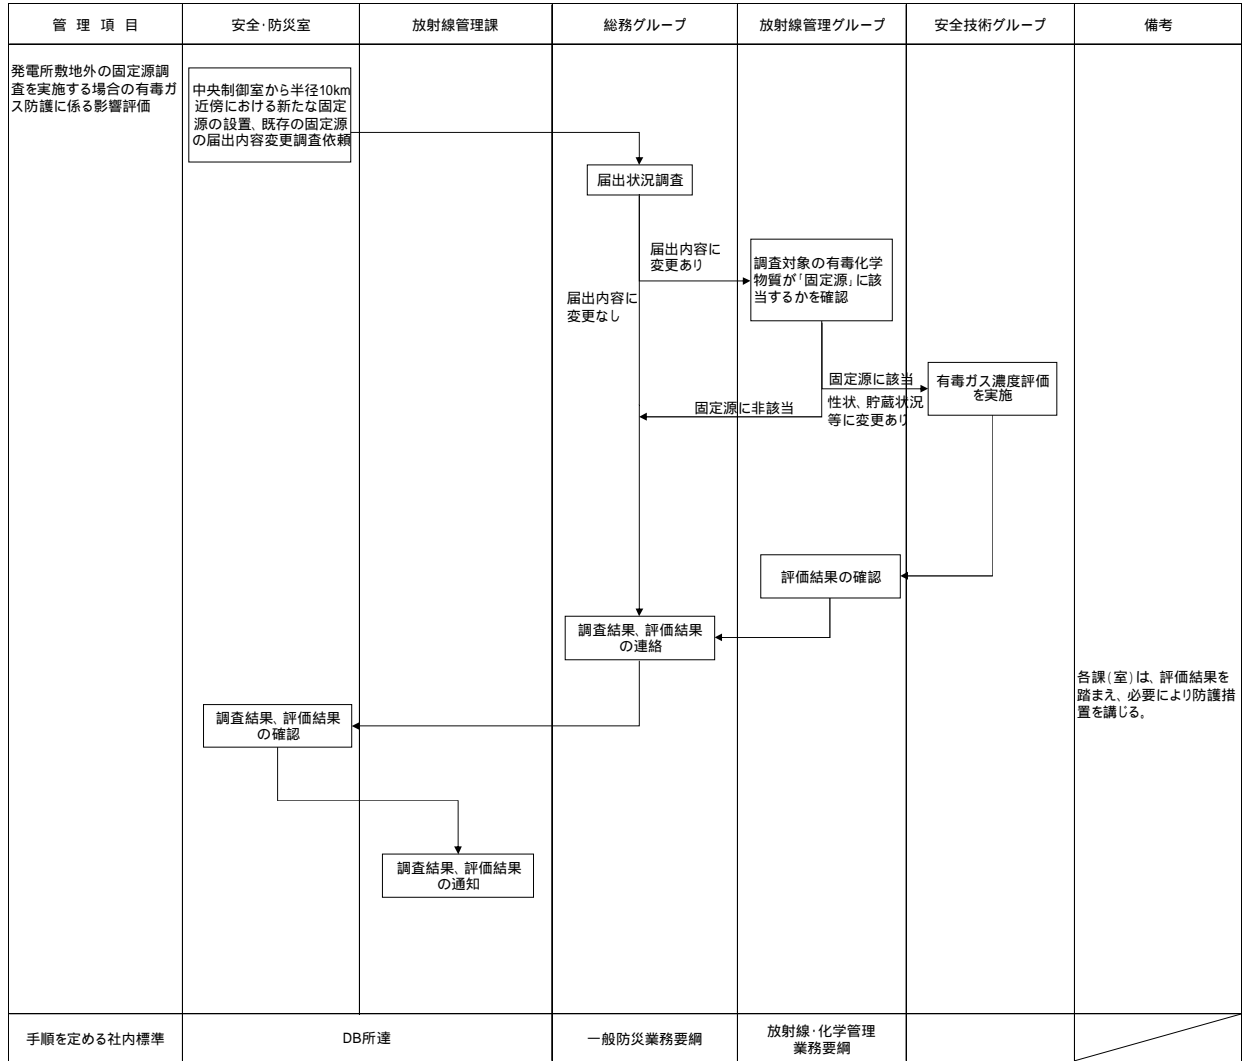 管 理 項 目
安全・防災室
放射線管理課
総務グループ
放射線管理グループ
安全技術グループ
備考
発電所敷地外の固定源調
査を実施する場合の有毒ガ
ス防護に係る影響評価
中央制御室から半径10km
近傍における新たな固定
源の設置、既存の固定源
の届出内容変更調査依頼
届出状況調査
届出内容に
変更あり
届出内容に
変更なし
調査対象の有毒化学
物質が「固定源」に該
当するかを確認
固定源に該当
性状、貯蔵状況
等に変更あり
固定源に非該当
有毒ガス濃度評価
を実施
評価結果の確認
調査結果、評価結果
の連絡
各課(室)は、評価結果を
踏まえ、必要により防護措
置を講じる。
調査結果、評価結果
の確認
調査結果、評価結果
の通知
手順を定める社内標準
DB所達
一般防災業務要綱
放射線・化学管理
業務要綱